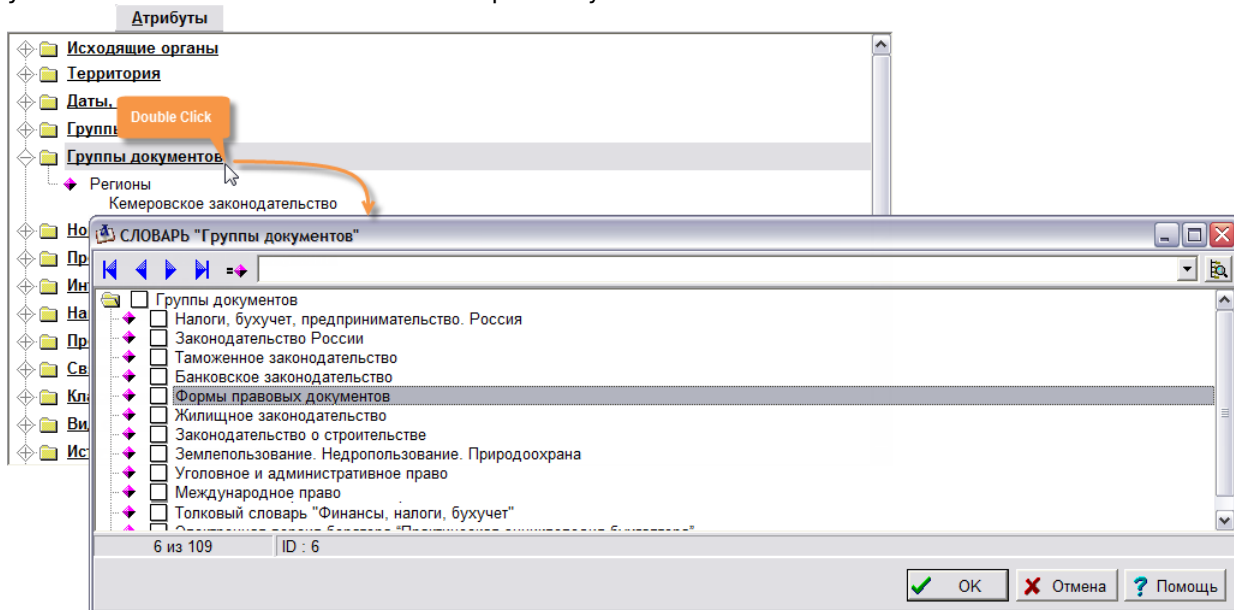 Атрибуты
Исходящие органы
Территория
Даты,
Double Click
Группы документов
Регионы
Кемеровское законодательство
СЛОВАРЬ "Группы документов"
Группы документов
Налоги, бухучет, предпринимательство. Россия
Законодательство России
Таможенное законодательство
Банковское законодательство
Формы правовых документов
Жилищное законодательство
Законодательство о строительстве
Землепользование. Недропользование. Природоохрана
Уголовное и административное право
Международное право
Толковый словарь "Финансы, налоги, бухучет"
6 из 109 ID : 6
OK Отмена Помощь